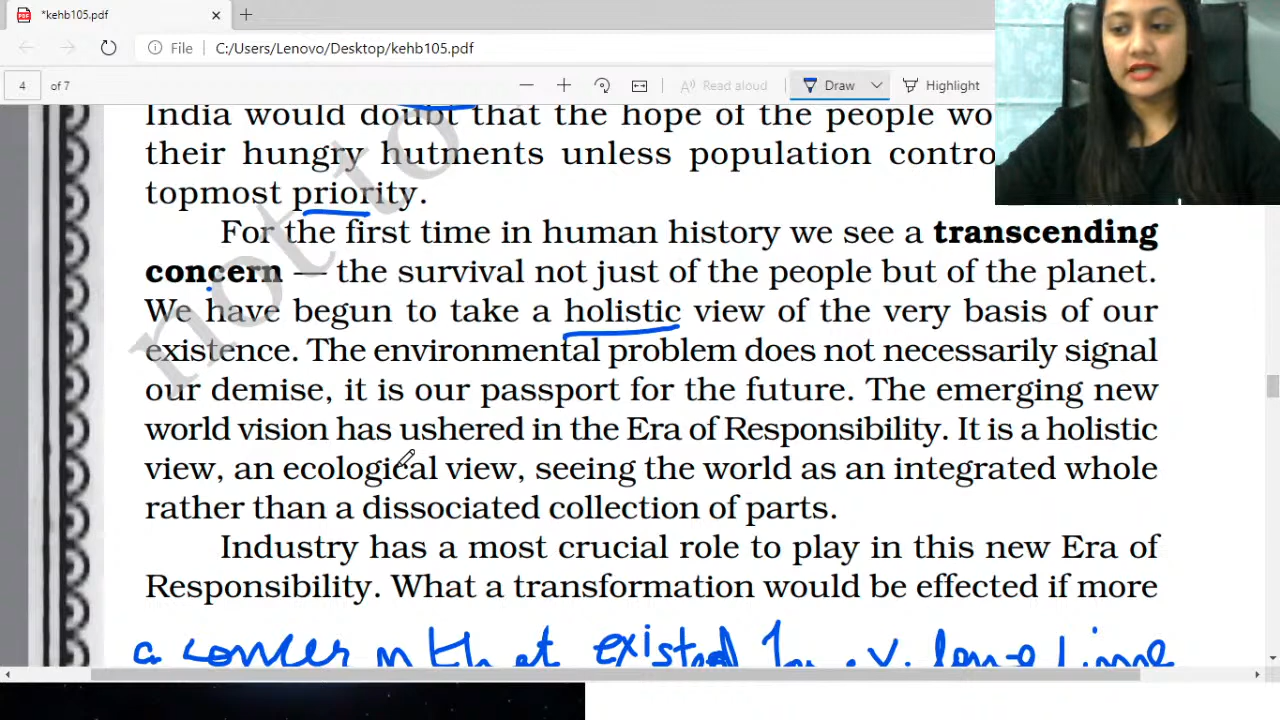 *kehb105.pdf
File C:/Users/Lenovo/Desktop/kehb105.pdf
4 of 7 Read aloud Draw Highlight
India would doubt that the hope of the people wo
their hungry hutments unless population contro
topmost priority.
For the first time in human history we see a transcending
concern — the survival not just of the people but of the planet.
We have begun to take a holistic view of the very basis of our
existence. The environmental problem does not necessarily signal
our demise, it is our passport for the future. The emerging new
world vision has ushered in the Era of Responsibility. It is a holistic
view, an ecological view, seeing the world as an integrated whole
rather than a dissociated collection of parts.
Industry has a most crucial role to play in this new Era of
Responsibility. What a transformation would be effected if more
a concern that existed for v. long time
not to